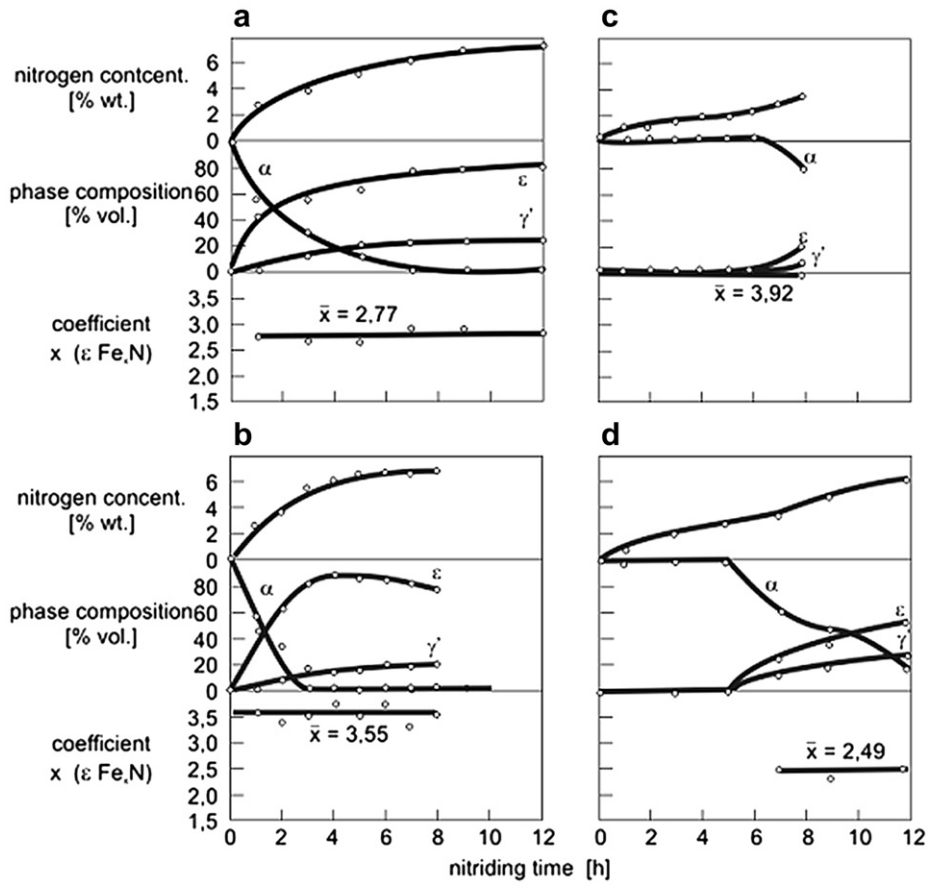 a
nitrogen contcent.
[% wt.]
6
4
2
0
α
phase composition
[% vol.]
80
60
40
20
0
ε
γ'
coefficient
x (ε FeₓN)
3,5
3,0
2,5
2,0
1,5
x̄ = 2,77
c
α
ε
γ'
x̄ = 3,92
b
nitrogen concent.
[% wt.]
6
4
2
0
α
phase composition
[% vol.]
80
60
40
20
0
ε
γ'
coefficient
x (ε FeₓN)
3,5
3,0
2,5
2,0
1,5
x̄ = 3,55
0 2 4 6 8 10 12
d
α
ε
γ'
x̄ = 2,49
0 2 4 6 8 10 12
nitriding time [h]